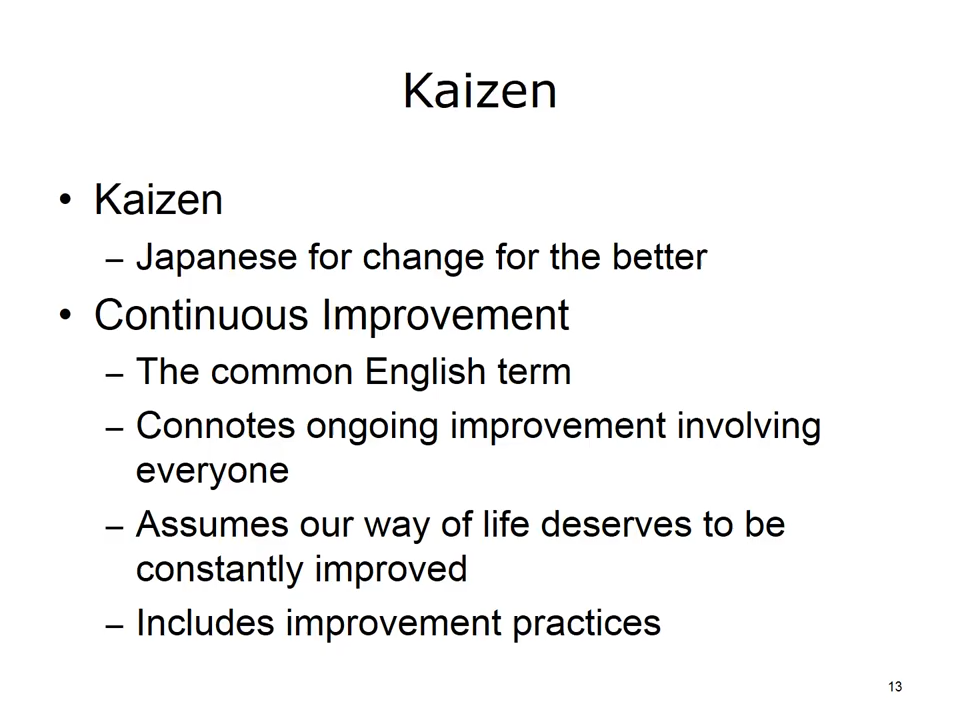 Kaizen
• Kaizen
– Japanese for change for the better
• Continuous Improvement
– The common English term
– Connotes ongoing improvement involving
everyone
– Assumes our way of life deserves to be
constantly improved
– Includes improvement practices
13